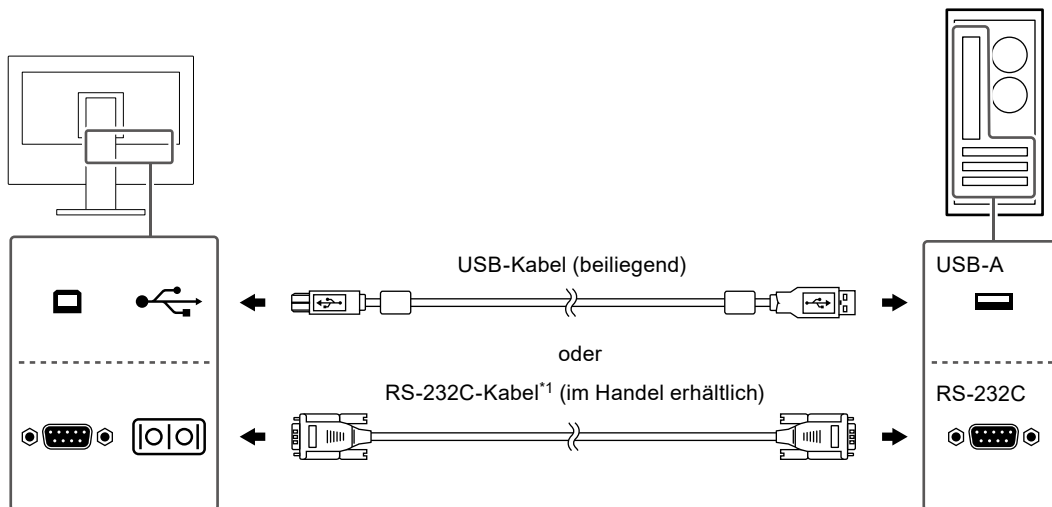 USB-Kabel (beiliegend)
USB-A
oder
RS-232C-Kabel*1 (im Handel erhältlich)
RS-232C